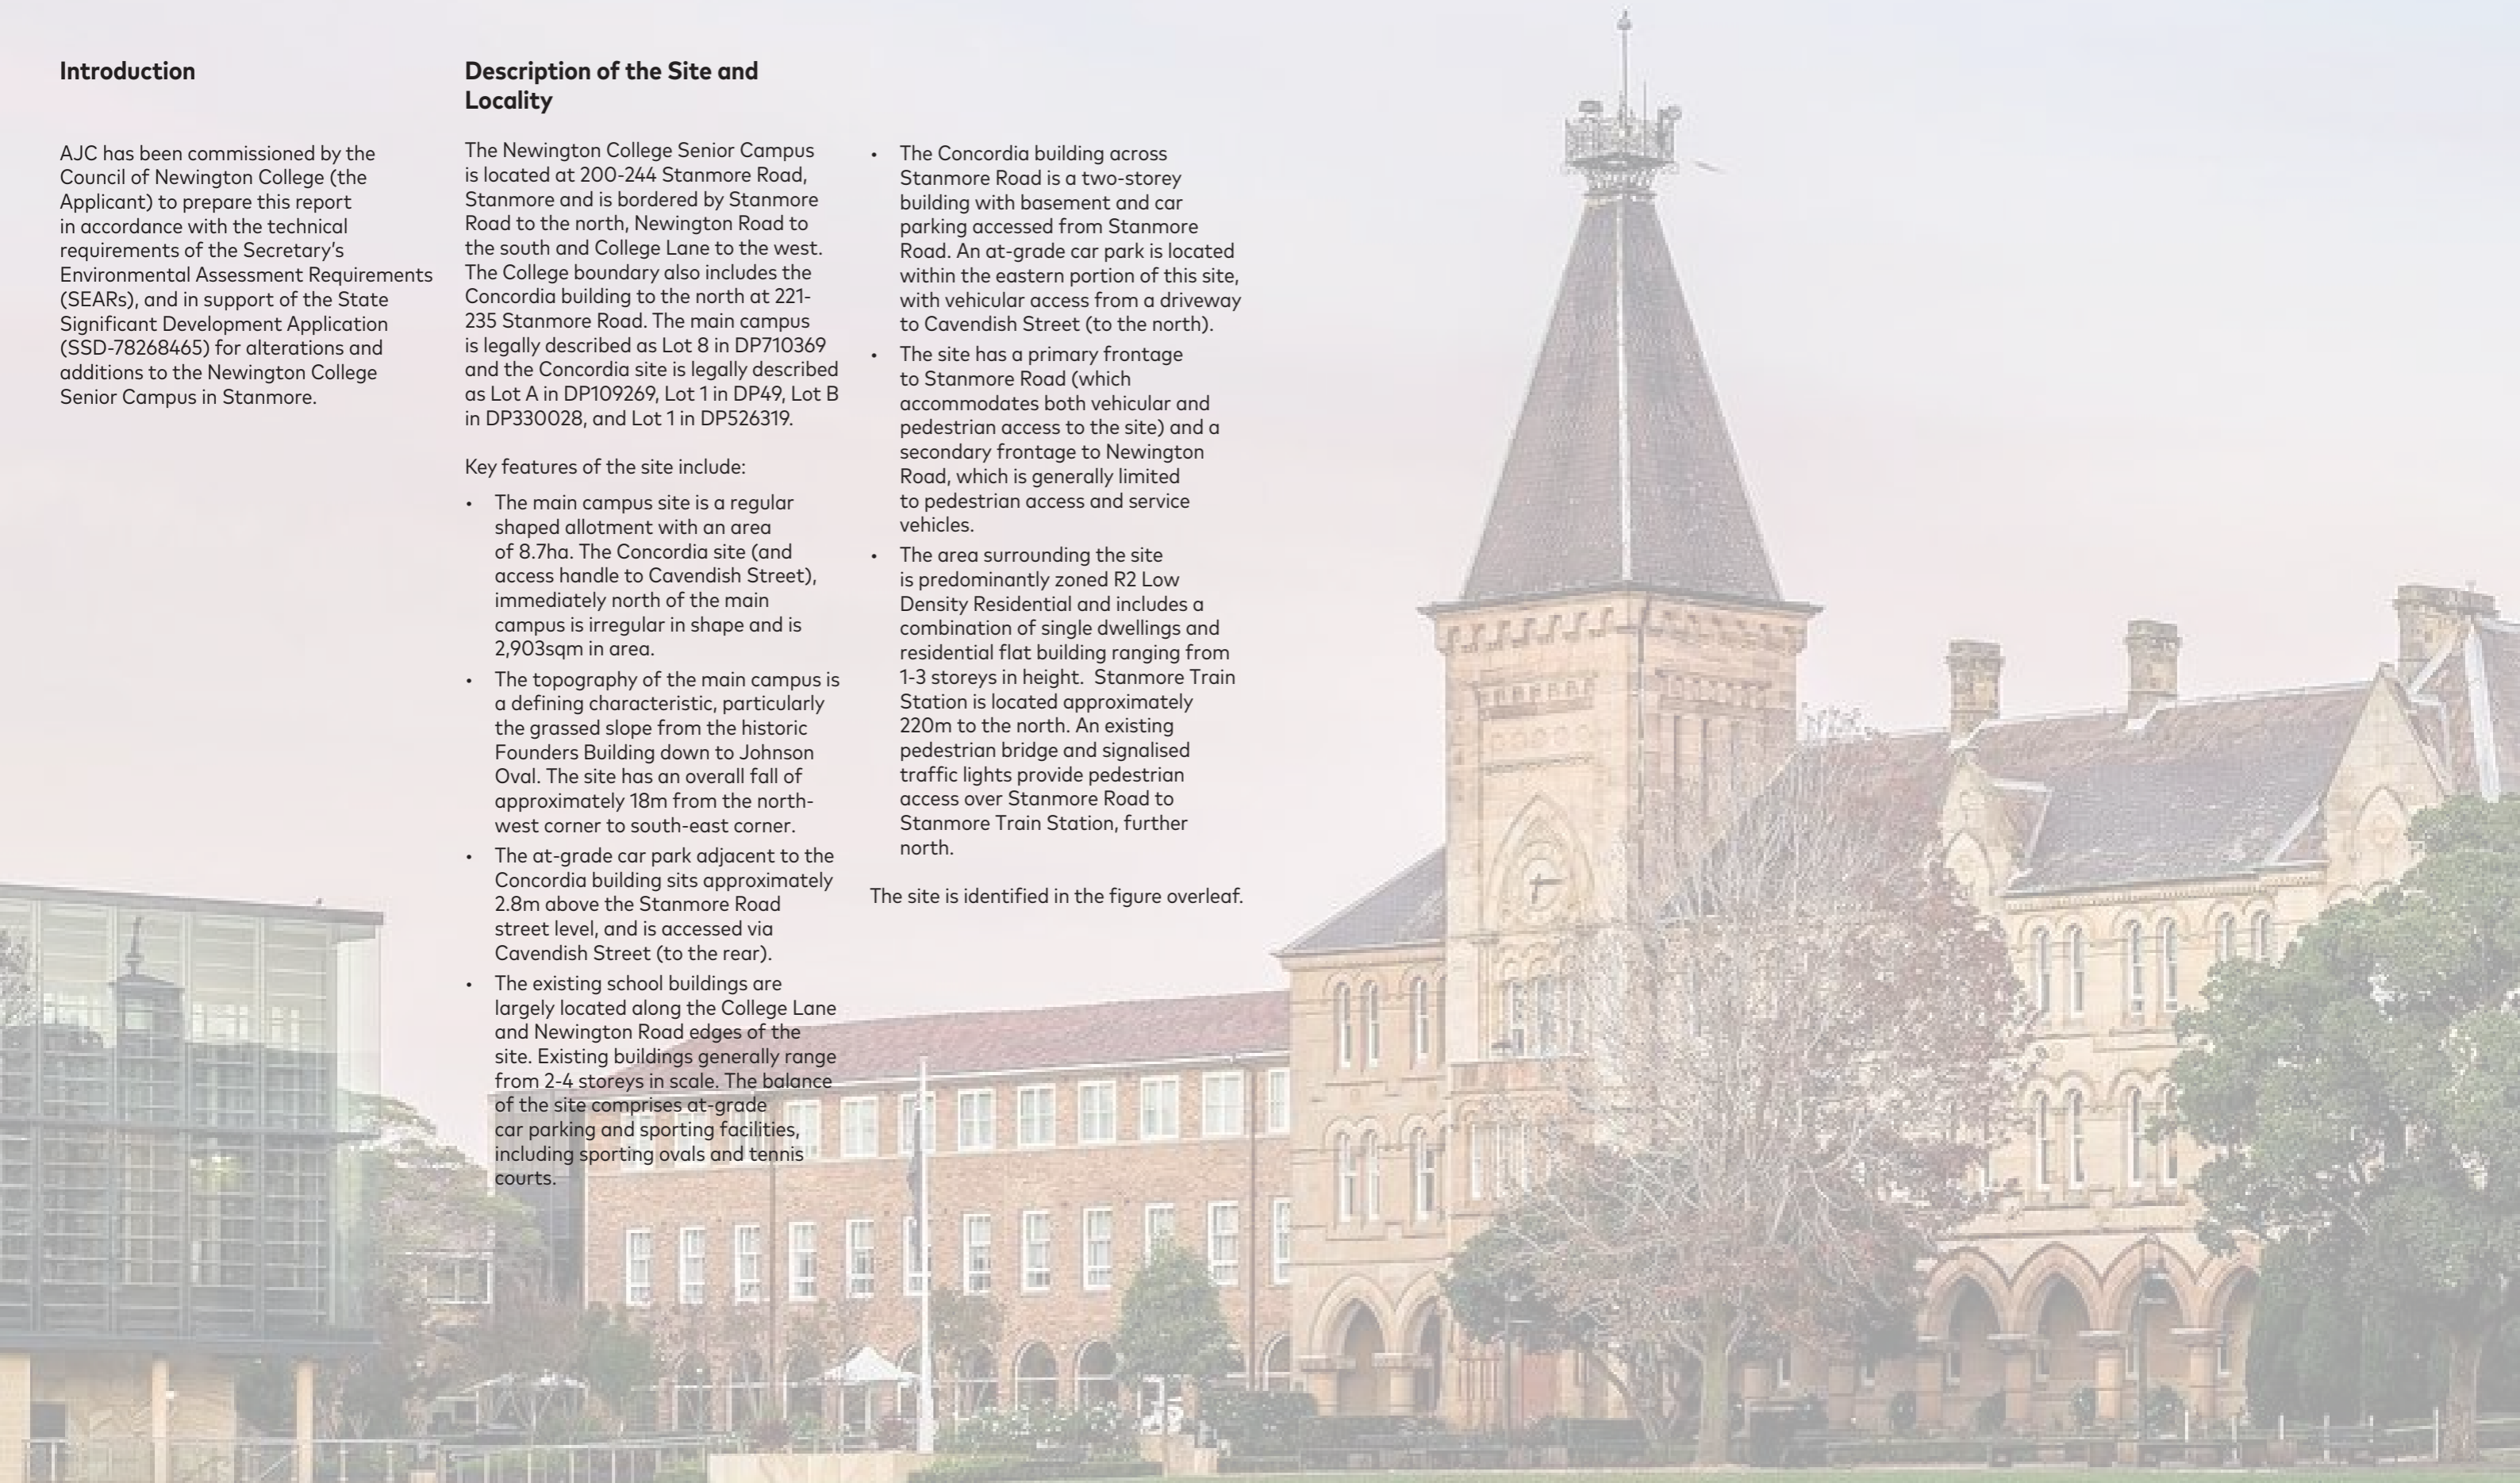 Introduction
AJC has been commissioned by the
Council of Newington College (the
Applicant) to prepare this report
in accordance with the technical
requirements of the Secretary's
Environmental Assessment Requirements
(SEARs), and in support of the State
Significant Development Application
(SSD-78268465) for alterations and
additions to the Newington College
Senior Campus in Stanmore.
Description of the Site and
Locality
The Newington College Senior Campus
is located at 200-244 Stanmore Road,
Stanmore and is bordered by Stanmore
Road to the north, Newington Road to
the south and College Lane to the west.
The College boundary also includes the
Concordia building to the north at 221-
235 Stanmore Road. The main campus
is legally described as Lot 8 in DP710369
and the Concordia site is legally described
as Lot A in DP109269, Lot 1 in DP49, Lot B
in DP330028, and Lot 1 in DP526319.
Key features of the site include:
• The main campus site is a regular
shaped allotment with an area
of 8.7ha. The Concordia site (and
access handle to Cavendish Street),
immediately north of the main
campus is irregular in shape and is
2,903sqm in area.
• The topography of the main campus is
a defining characteristic, particularly
the grassed slope from the historic
Founders Building down to Johnson
Oval. The site has an overall fall of
approximately 18m from the north-
west corner to south-east corner.
• The at-grade car park adjacent to the
Concordia building sits approximately
2.8m above the Stanmore Road
street level, and is accessed via
Cavendish Street (to the rear).
• The existing school buildings are
largely located along the College Lane
and Newington Road edges of the
site. Existing buildings generally range
from 2-4 storeys in scale. The balance
of the site comprises at-grade
car parking and sporting facilities,
including sporting ovals and tennis
courts.
• The Concordia building across
Stanmore Road is a two-storey
building with basement and car
parking accessed from Stanmore
Road. An at-grade car park is located
within the eastern portion of this site,
with vehicular access from a driveway
to Cavendish Street (to the north).
• The site has a primary frontage
to Stanmore Road (which
accommodates both vehicular and
pedestrian access to the site) and a
secondary frontage to Newington
Road, which is generally limited
to pedestrian access and service
vehicles.
• The area surrounding the site
is predominantly zoned R2 Low
Density Residential and includes a
combination of single dwellings and
residential flat building ranging from
1-3 storeys in height. Stanmore Train
Station is located approximately
220m to the north. An existing
pedestrian bridge and signalised
traffic lights provide pedestrian
access over Stanmore Road to
Stanmore Train Station, further
north.
The site is identified in the figure overleaf.